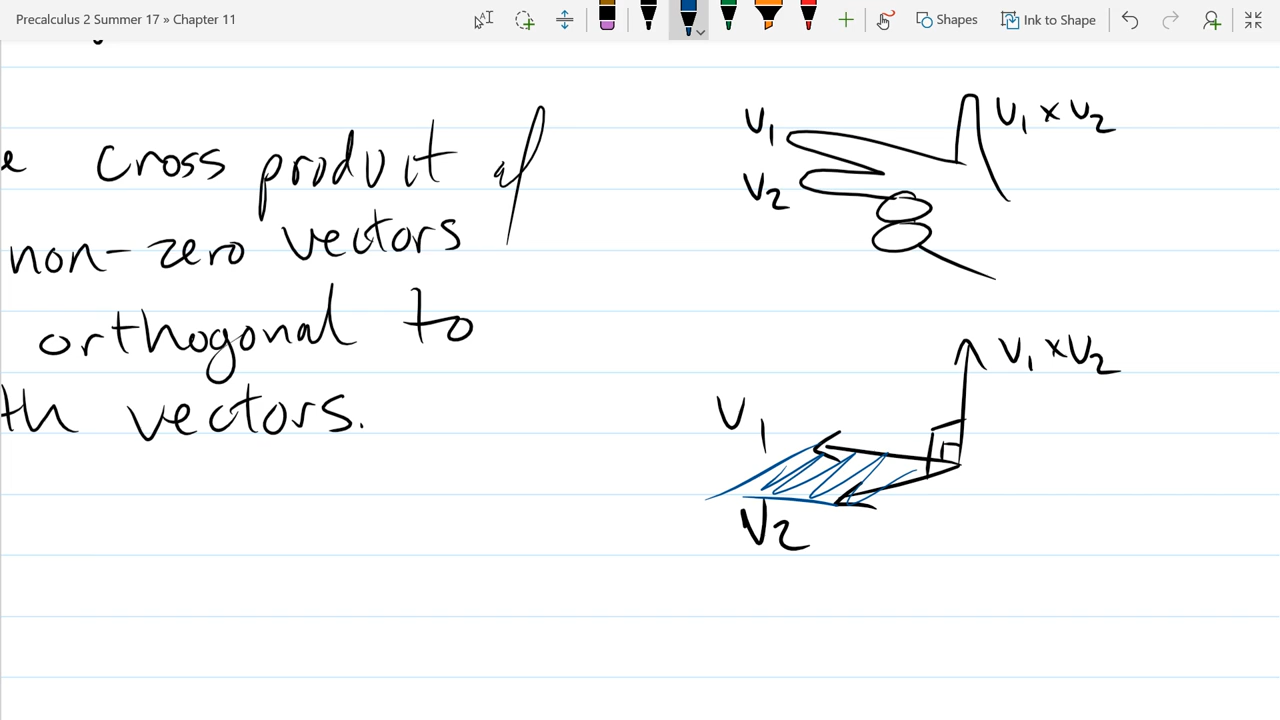 Precalculus 2 Summer 17 » Chapter 11
Shapes
Ink to Shape
e cross product of
non-zero vectors
orthogonal to
th vectors.
V₁
V₂
V₁ × V₂
V₁ × V₂
V₁
V₂